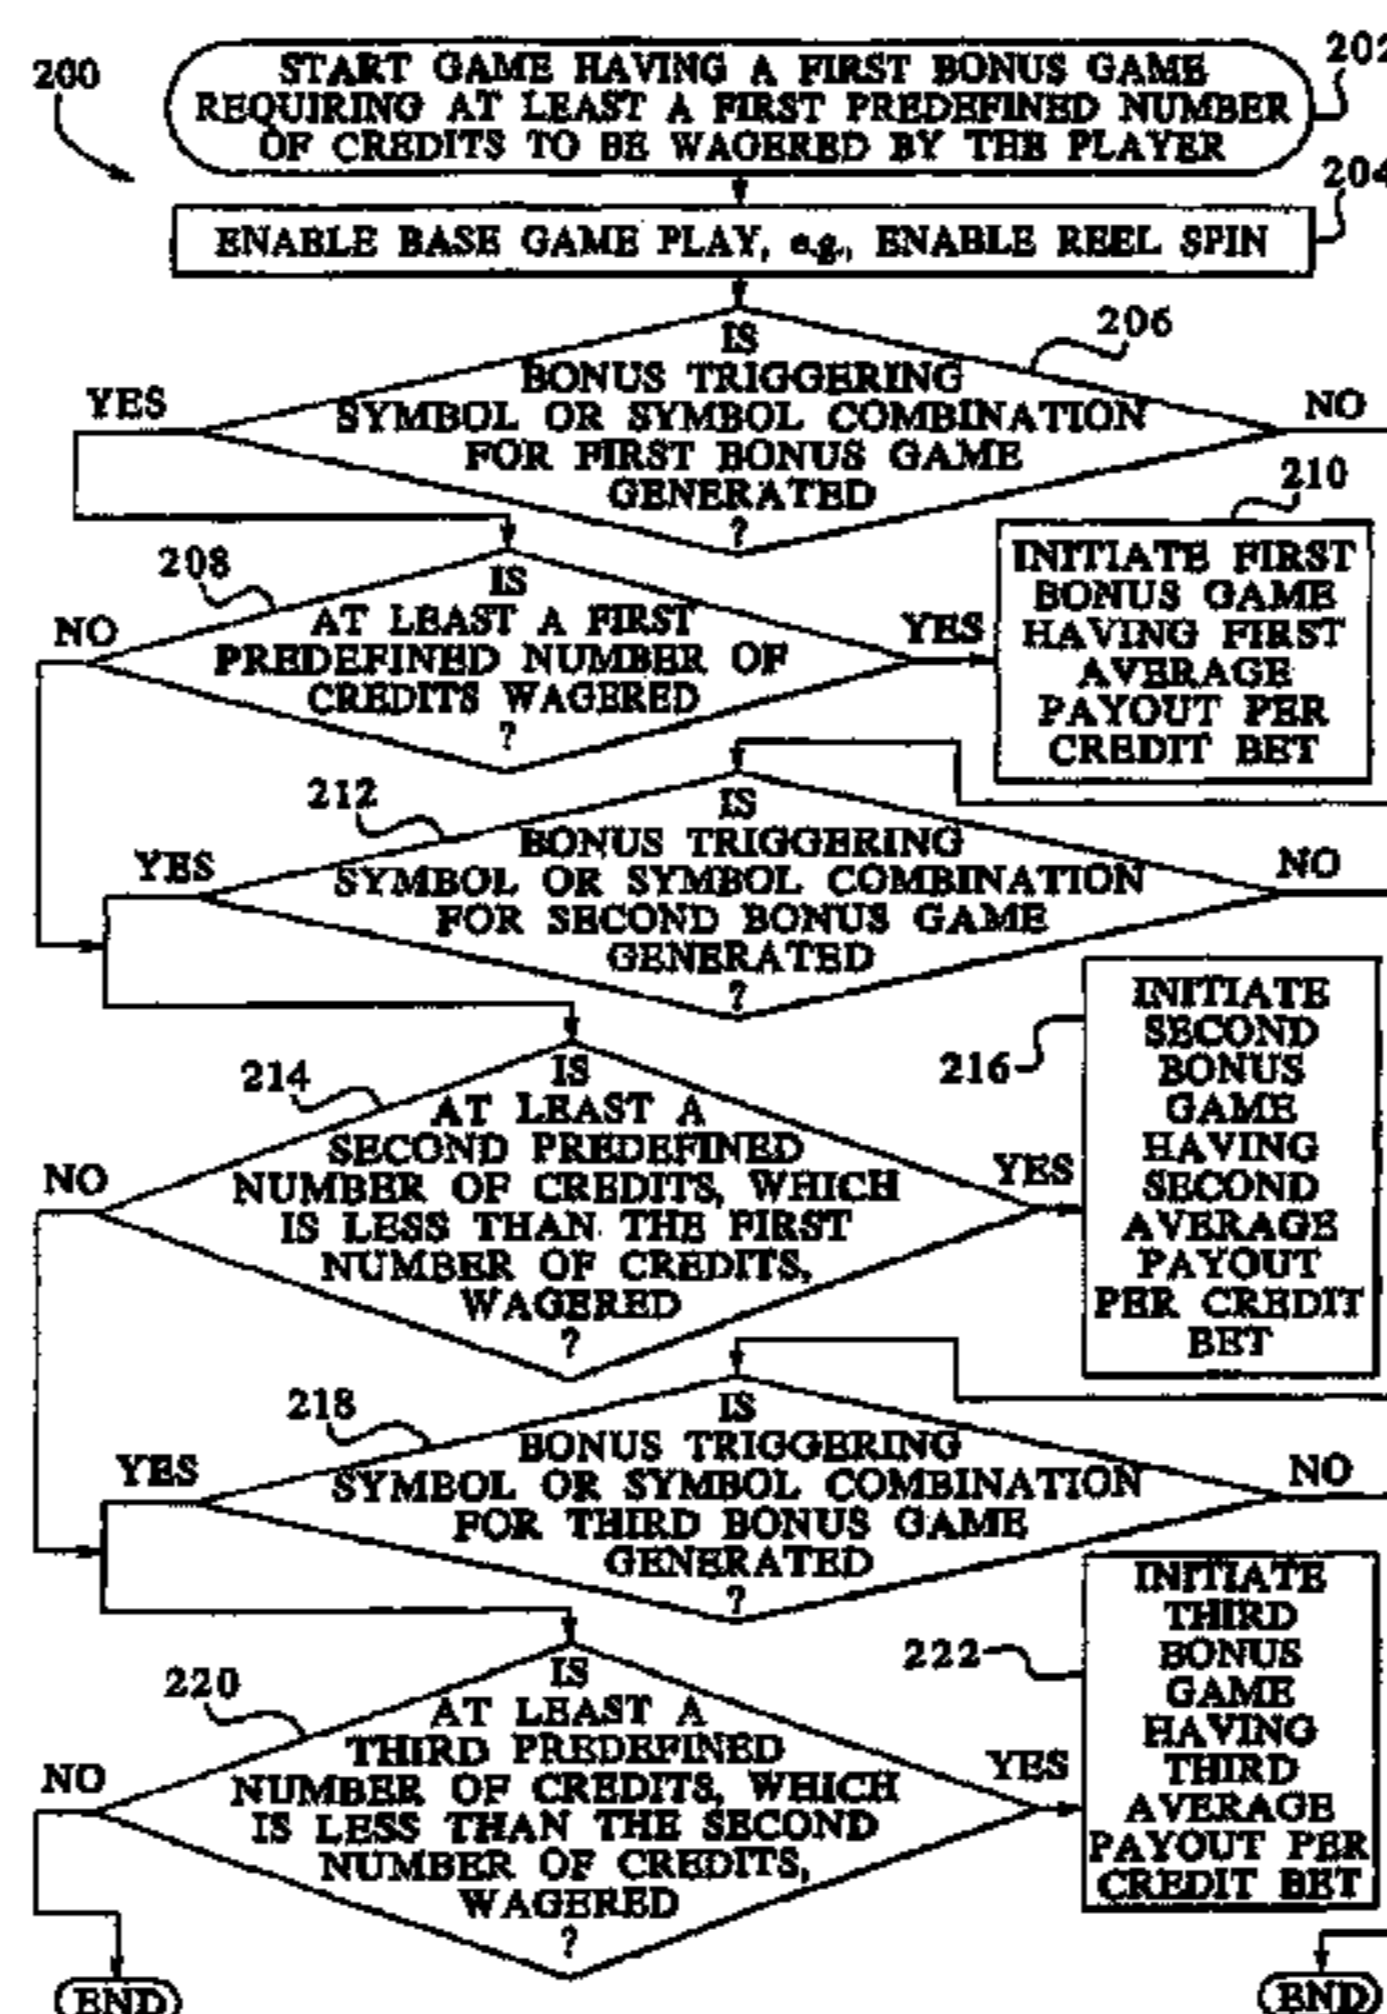 200
START GAME HAVING A FIRST BONUS GAME
REQUIRING AT LEAST A FIRST PREDEFINED NUMBER
OF CREDITS TO BE WAGERED BY THE PLAYER
202
204
ENABLE BASE GAME PLAY, e.g., ENABLE REEL SPIN
206
IS
BONUS TRIGGERING
SYMBOL OR SYMBOL COMBINATION
FOR FIRST BONUS GAME
GENERATED
?
YES
NO
208
IS
AT LEAST A FIRST
PREDEFINED NUMBER OF
CREDITS WAGERED
?
NO
YES
210
INITIATE FIRST
BONUS GAME
HAVING FIRST
AVERAGE
PAYOUT PER
CREDIT BET
212
IS
BONUS TRIGGERING
SYMBOL OR SYMBOL COMBINATION
FOR SECOND BONUS GAME
GENERATED
?
YES
NO
214
IS
AT LEAST A
SECOND PREDEFINED
NUMBER OF CREDITS, WHICH
IS LESS THAN THE FIRST
NUMBER OF CREDITS,
WAGERED
?
NO
YES
216
INITIATE
SECOND
BONUS
GAME
HAVING
SECOND
AVERAGE
PAYOUT
PER CREDIT
BET
218
IS
BONUS TRIGGERING
SYMBOL OR SYMBOL COMBINATION
FOR THIRD BONUS GAME
GENERATED
?
YES
NO
220
IS
AT LEAST A
THIRD PREDEFINED
NUMBER OF CREDITS, WHICH
IS LESS THAN THE SECOND
NUMBER OF CREDITS,
WAGERED
?
NO
YES
222
INITIATE
THIRD
BONUS
GAME
HAVING
THIRD
AVERAGE
PAYOUT PER
CREDIT BET
END
END